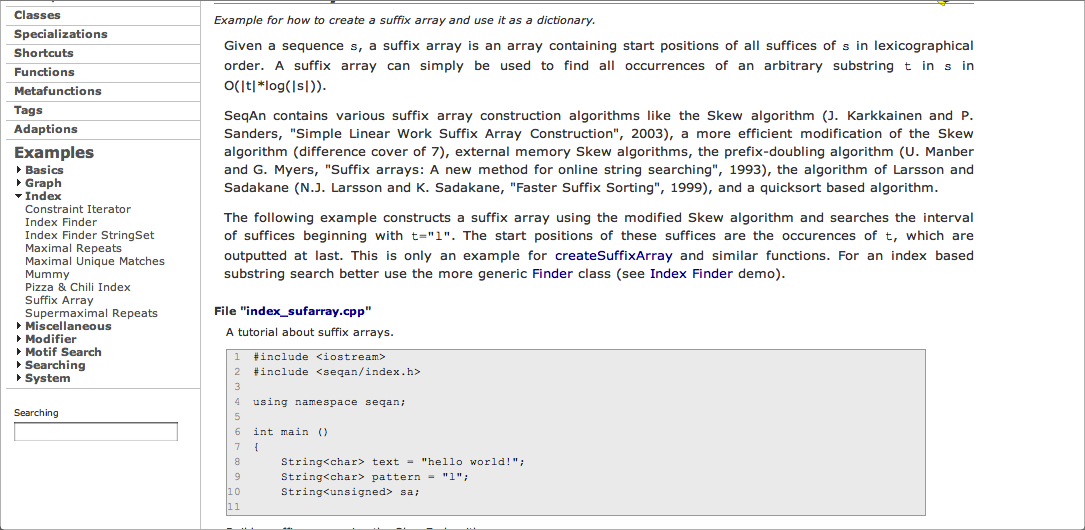 Classes
Specializations
Shortcuts
Functions
Metafunctions
Tags
Adaptions
Examples
Basics
Graph
Index
Constraint Iterator
Index Finder
Index Finder StringSet
Maximal Repeats
Maximal Unique Matches
Mummy
Pizza & Chili Index
Suffix Array
Supermaximal Repeats
Miscellaneous
Modifier
Motif Search
Searching
System
Searching
Example for how to create a suffix array and use it as a dictionary.
Given a sequence s, a suffix array is an array containing start positions of all suffices of s in lexicographical
order. A suffix array can simply be used to find all occurrences of an arbitrary substring t in s in
O(|t|*log(|s|)).
SeqAn contains various suffix array construction algorithms like the Skew algorithm (J. Karkkainen and P.
Sanders, "Simple Linear Work Suffix Array Construction", 2003), a more efficient modification of the Skew
algorithm (difference cover of 7), external memory Skew algorithms, the prefix-doubling algorithm (U. Manber
and G. Myers, "Suffix arrays: A new method for online string searching", 1993), the algorithm of Larsson and
Sadakane (N.J. Larsson and K. Sadakane, "Faster Suffix Sorting", 1999), and a quicksort based algorithm.
The following example constructs a suffix array using the modified Skew algorithm and searches the interval
of suffices beginning with t="l". The start positions of these suffices are the occurences of t, which are
outputted at last. This is only an example for createSuffixArray and similar functions. For an index based
substring search better use the more generic Finder class (see Index Finder demo).
File "index_sufarray.cpp"
A tutorial about suffix arrays.
1 #include <iostream>
2 #include <seqan/index.h>
3
4 using namespace seqan;
5
6 int main ()
7 {
8 String<char> text = "hello world!";
9 String<char> pattern = "l";
10 String<unsigned> sa;
11